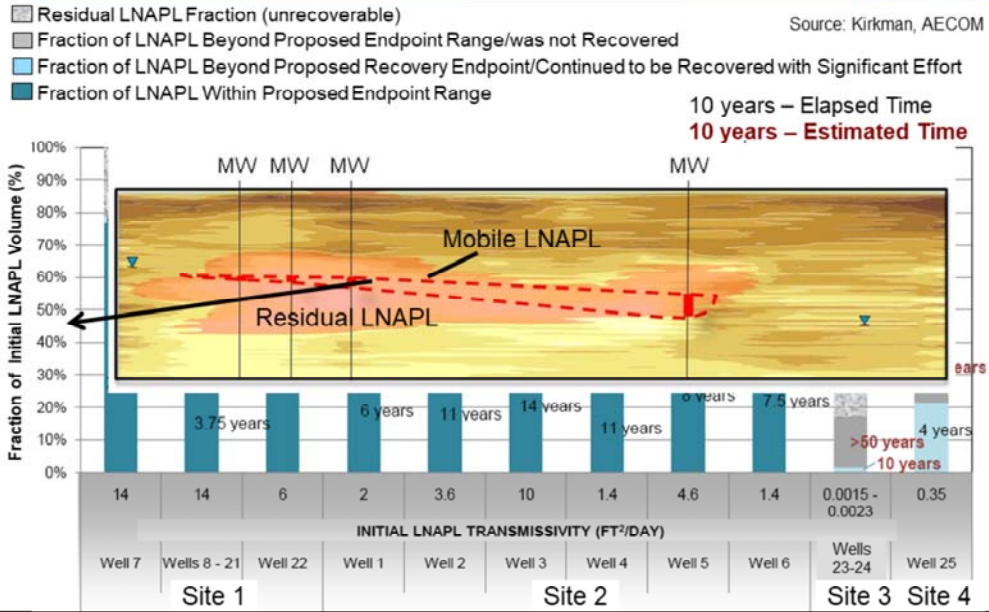 Residual LNAPL Fraction (unrecoverable)
Source: Kirkman, AECOM
Fraction of LNAPL Beyond Proposed Endpoint Range/was not Recovered
Fraction of LNAPL Beyond Proposed Recovery Endpoint/Continued to be Recovered with Significant Effort
Fraction of LNAPL Within Proposed Endpoint Range
10 years – Elapsed Time
10 years – Estimated Time
Fraction of Initial LNAPL Volume (%)
100%
90%
80%
70%
60%
50%
40%
30%
20%
10%
0%
MW MW MW MW
Mobile LNAPL
Residual LNAPL
ears
3.75 years
6 years
11 years
14 years
11 years
8 years
7.5 years
>50 years
10 years
4 years
14 14 6 2 3.6 10 1.4 4.6 1.4 0.0015 - 0.35
0.0023
INITIAL LNAPL TRANSMISSIVITY (FT²/DAY)
Well 7 Wells 8 - 21 Well 22 Well 1 Well 2 Well 3 Well 4 Well 5 Well 6 Wells Well 25
23-24
Site 1 Site 2 Site 3 Site 4